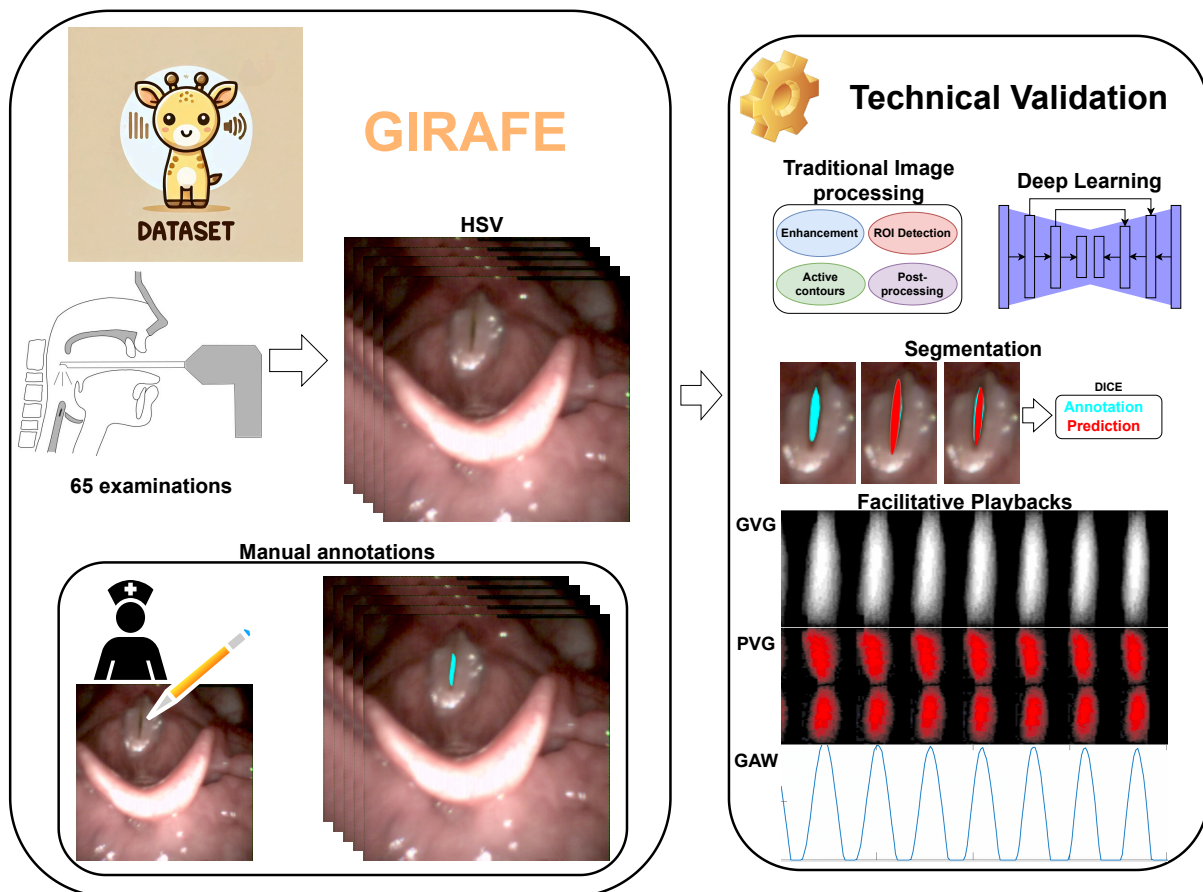 DATASET
GIRAFE
HSV
65 examinations
Manual annotations
Technical Validation
Traditional Image
processing
Enhancement
ROI Detection
Active
contours
Post-
processing
Deep Learning
Segmentation
DICE
Annotation
Prediction
Facilitative Playbacks
GVG
PVG
GAW